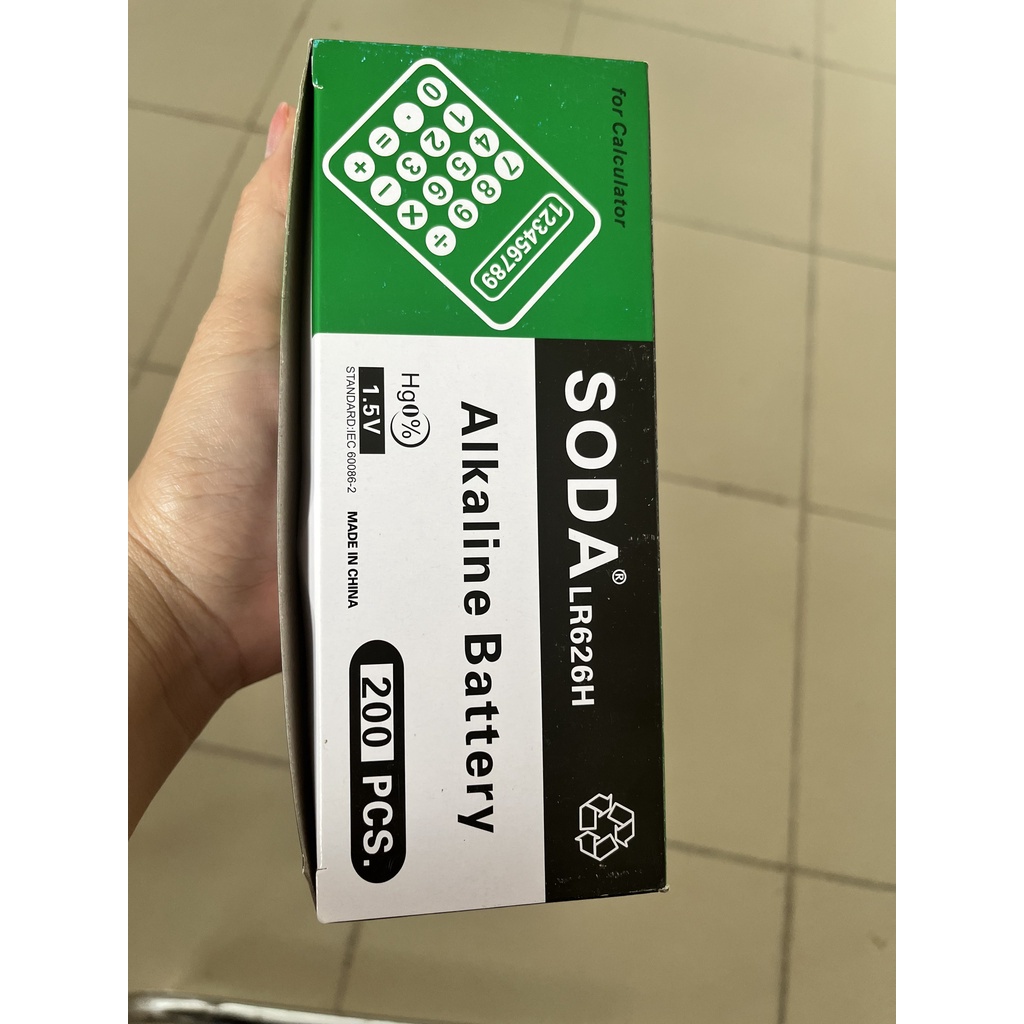 for Calculator
123456789
7 8 9 ÷
4 5 6 ×
1 2 3 −
0 . = +
SODA® LR626H
Alkaline Battery
Hg0%
1.5V
STANDARD:IEC 60086-2
MADE IN CHINA
200 PCS.